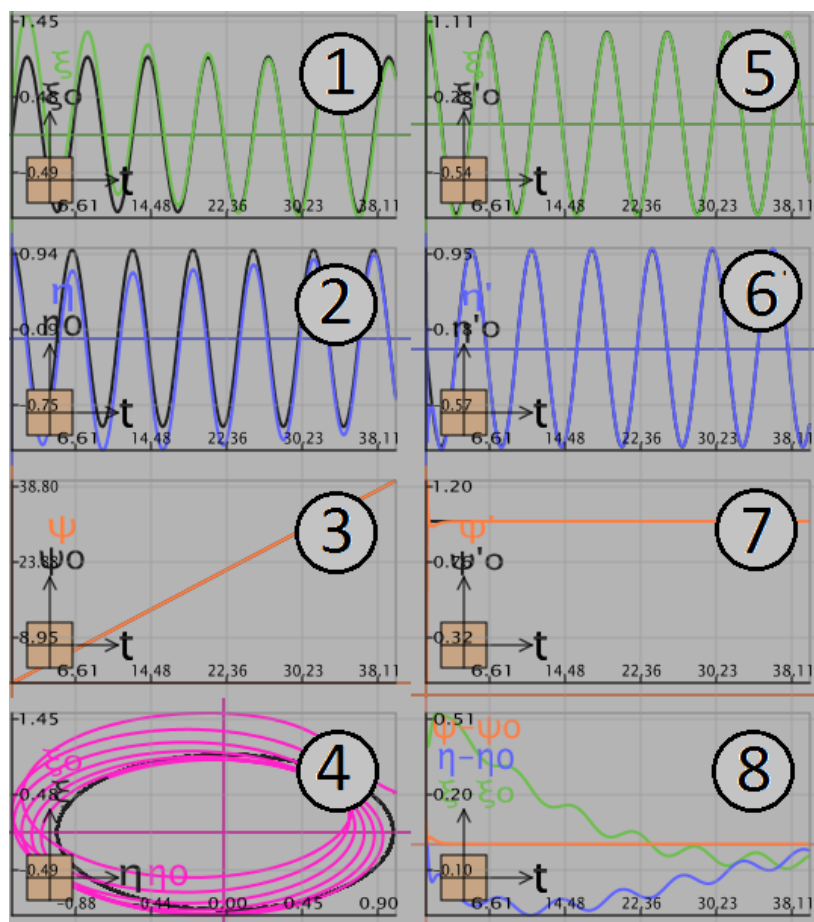 1.45
1
ξ
0.48
ξo
-0.49
t
6,61 14,48 22,36 30,23 38,11
1.11
5
ξ'
ξ'o
-0.54
t
6,61 14,48 22,36 30,23 38,11
0.94
2
η
0.09
ηo
-0.75
t
6,61 14,48 22,36 30,23 38,11
0.95
6
η'
0.18
η'o
-0.57
t
6,61 14,48 22,36 30,23 38,11
38.80
3
ψ
ψo
8.95
t
6,61 14,48 22,36 30,23 38,11
1.20
7
ψ'
ψ'o
0.32
t
6,61 14,48 22,36 30,23 38,11
1.45
4
ξo
0.48
ξ
-0.49
η ηo
-0.88 -0.44 0.00 0.45 0.90
0.51
ψ-ψo
η-ηo
8
0.20
ξ-ξo
-0.10
t
6,61 14,48 22,36 30,23 38,11